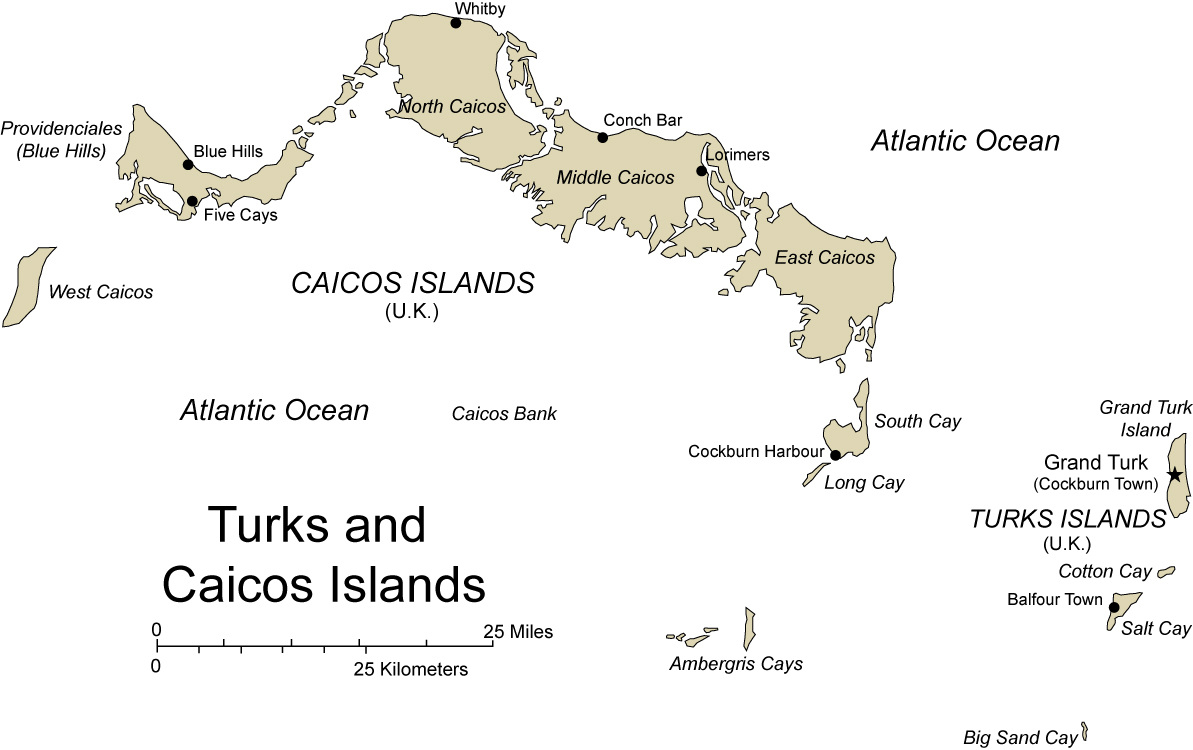 Whitby
North Caicos
Providenciales
(Blue Hills)
Blue Hills
Five Cays
Conch Bar
Lorimers
Middle Caicos
Atlantic Ocean
East Caicos
West Caicos
CAICOS ISLANDS
(U.K.)
Atlantic Ocean
Caicos Bank
South Cay
Cockburn Harbour
Long Cay
Grand Turk
Island
Grand Turk
(Cockburn Town)
TURKS ISLANDS
(U.K.)
Cotton Cay
Balfour Town
Salt Cay
Turks and
Caicos Islands
0
25 Miles
0
25 Kilometers
Ambergris Cays
Big Sand Cay